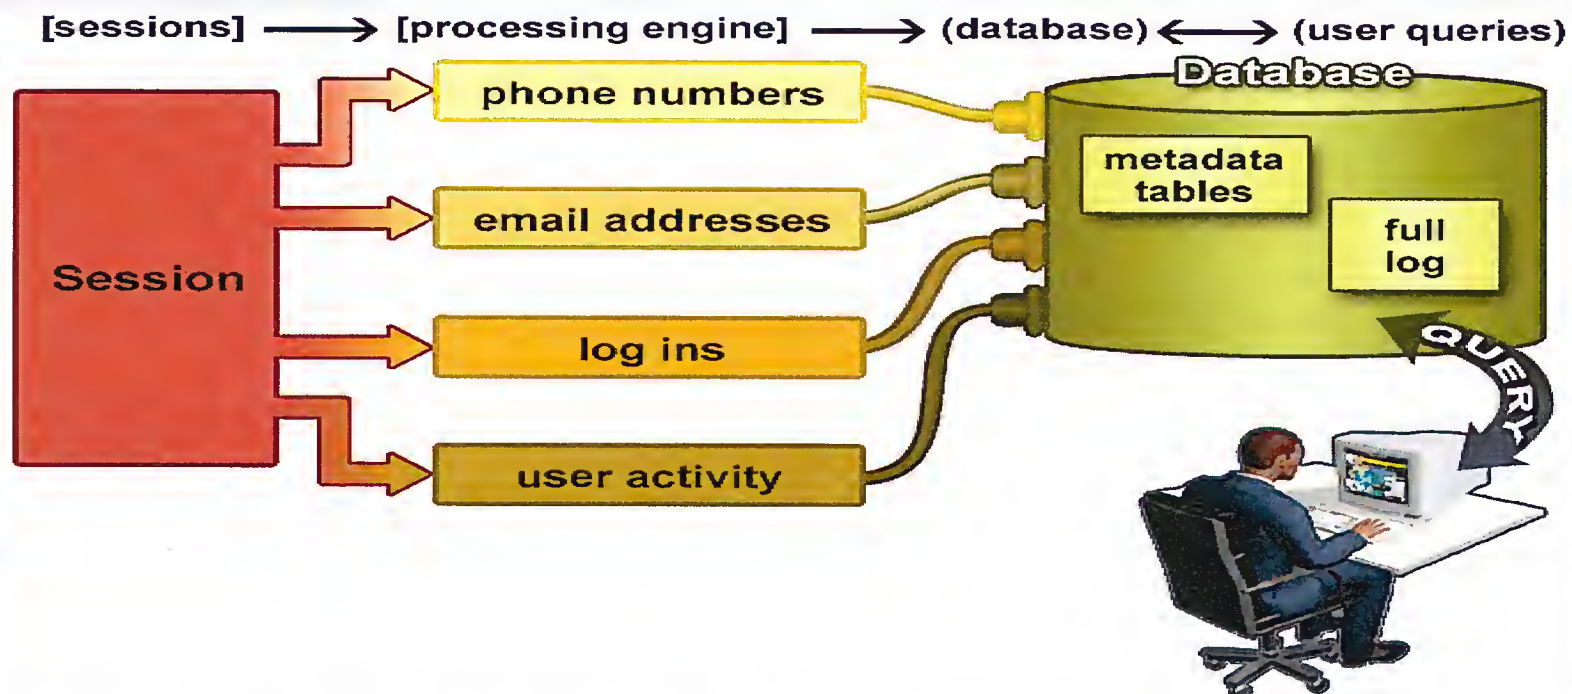 [sessions] ⟶ [processing engine] ⟶ (database) ⟷ (user queries)
Database
phone numbers
metadata
tables
email addresses
full
log
Session
log ins
QUERY
user activity